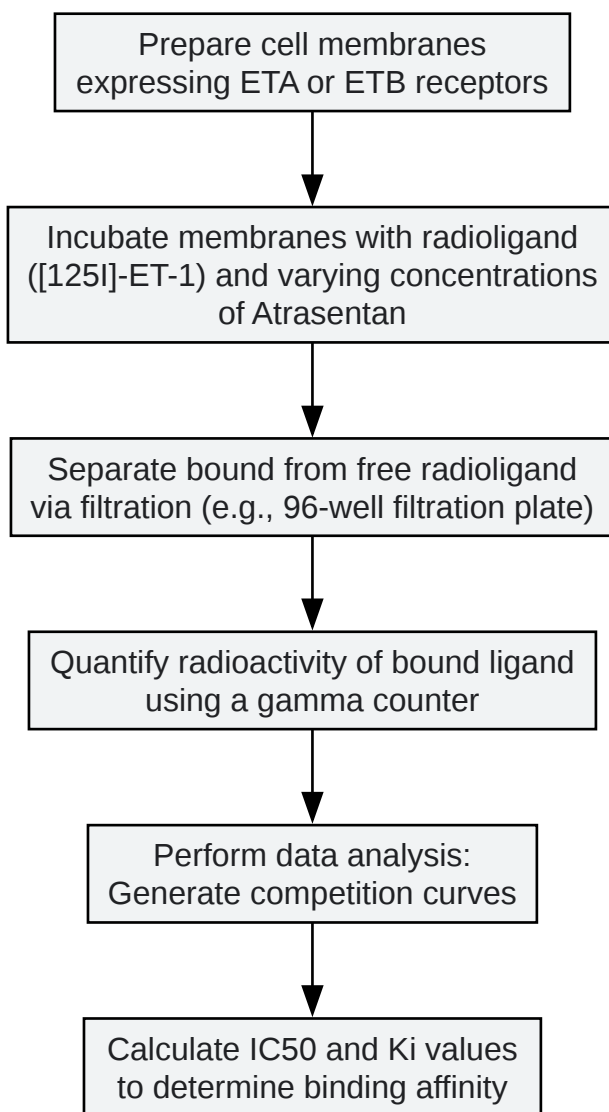 Prepare cell membranes
expressing ETA or ETB receptors
Incubate membranes with radioligand
([125I]-ET-1) and varying concentrations
of Atrasentan
Separate bound from free radioligand
via filtration (e.g., 96-well filtration plate)
Quantify radioactivity of bound ligand
using a gamma counter
Perform data analysis:
Generate competition curves
Calculate IC50 and Ki values
to determine binding affinity